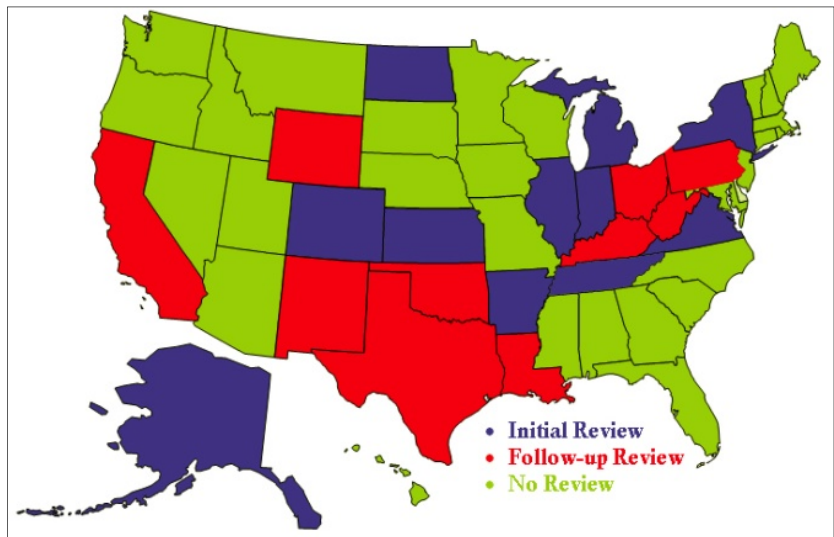 • Initial Review
• Follow-up Review
• No Review